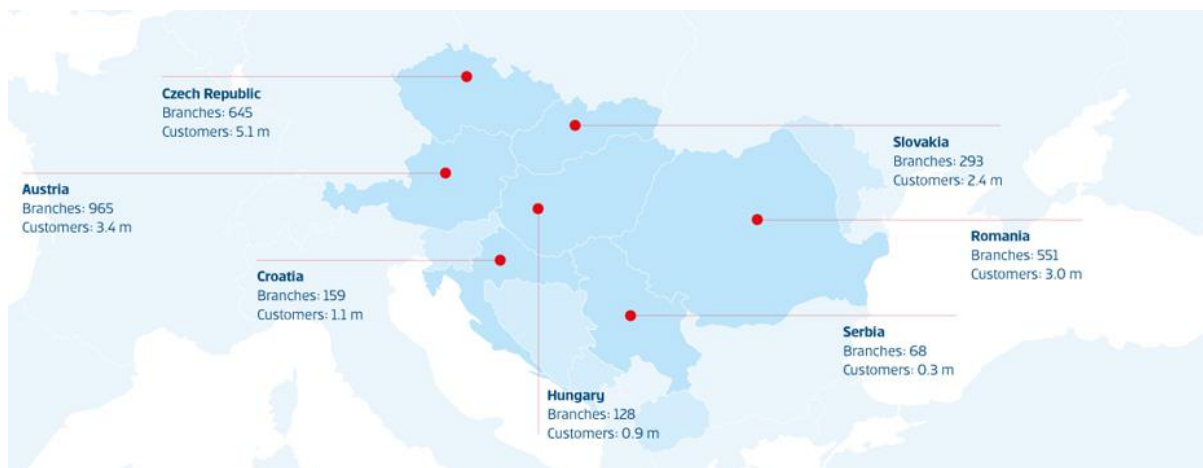 Czech Republic
Branches: 645
Customers: 5.1 m
Slovakia
Branches: 293
Customers: 2.4 m
Austria
Branches: 965
Customers: 3.4 m
Romania
Branches: 551
Customers: 3.0 m
Croatia
Branches: 159
Customers: 1.1 m
Serbia
Branches: 68
Customers: 0.3 m
Hungary
Branches: 128
Customers: 0.9 m